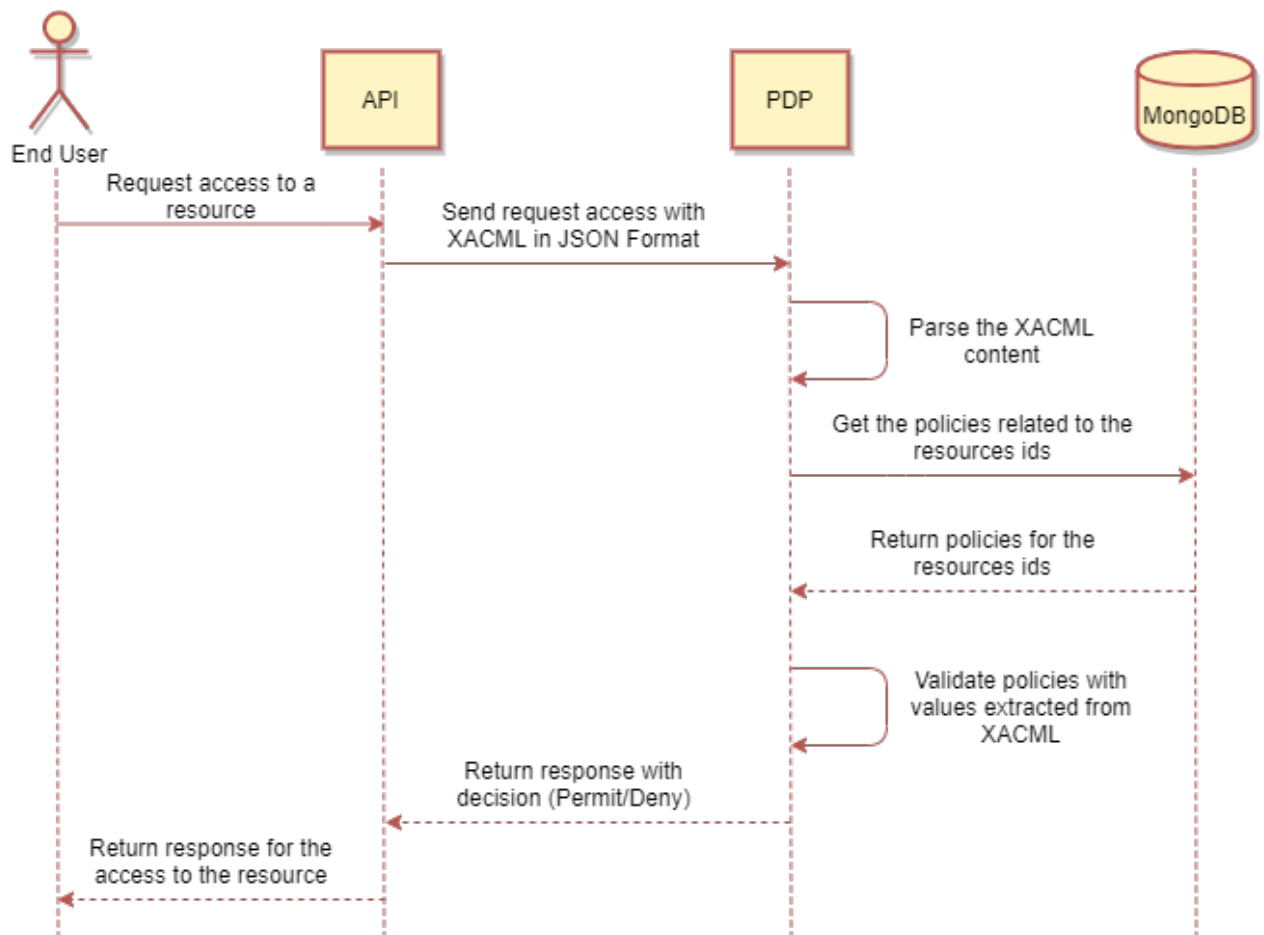 API
PDP
MongoDB
End User
Request access to a
resource
Send request access with
XACML in JSON Format
Parse the XACML
content
Get the policies related to the
resources ids
Return policies for the
resources ids
Validate policies with
values extracted from
XACML
Return response with
decision (Permit/Deny)
Return response for the
access to the resource